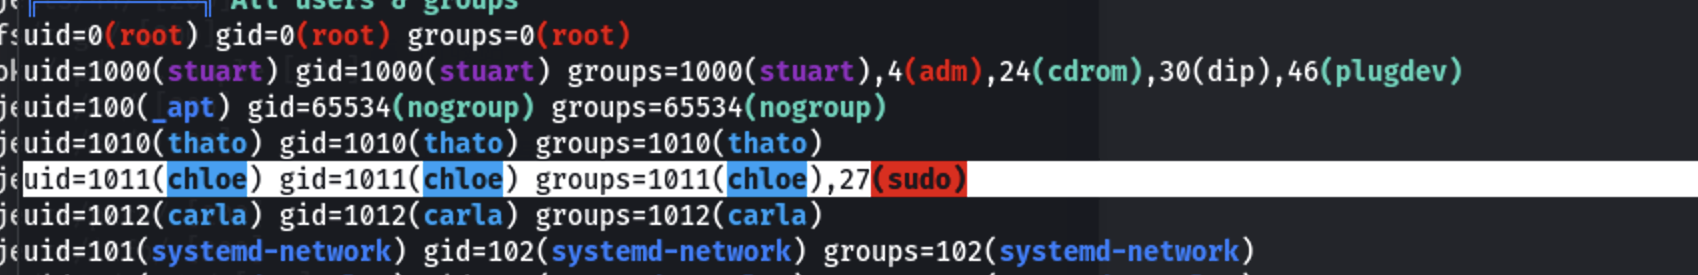 All users & groups
uid=0(root) gid=0(root) groups=0(root)
uid=1000(stuart) gid=1000(stuart) groups=1000(stuart),4(adm),24(cdrom),30(dip),46(plugdev)
uid=100(_apt) gid=65534(nogroup) groups=65534(nogroup)
uid=1010(thato) gid=1010(thato) groups=1010(thato)
uid=1011(chloe) gid=1011(chloe) groups=1011(chloe),27(sudo)
uid=1012(carla) gid=1012(carla) groups=1012(carla)
uid=101(systemd-network) gid=102(systemd-network) groups=102(systemd-network)